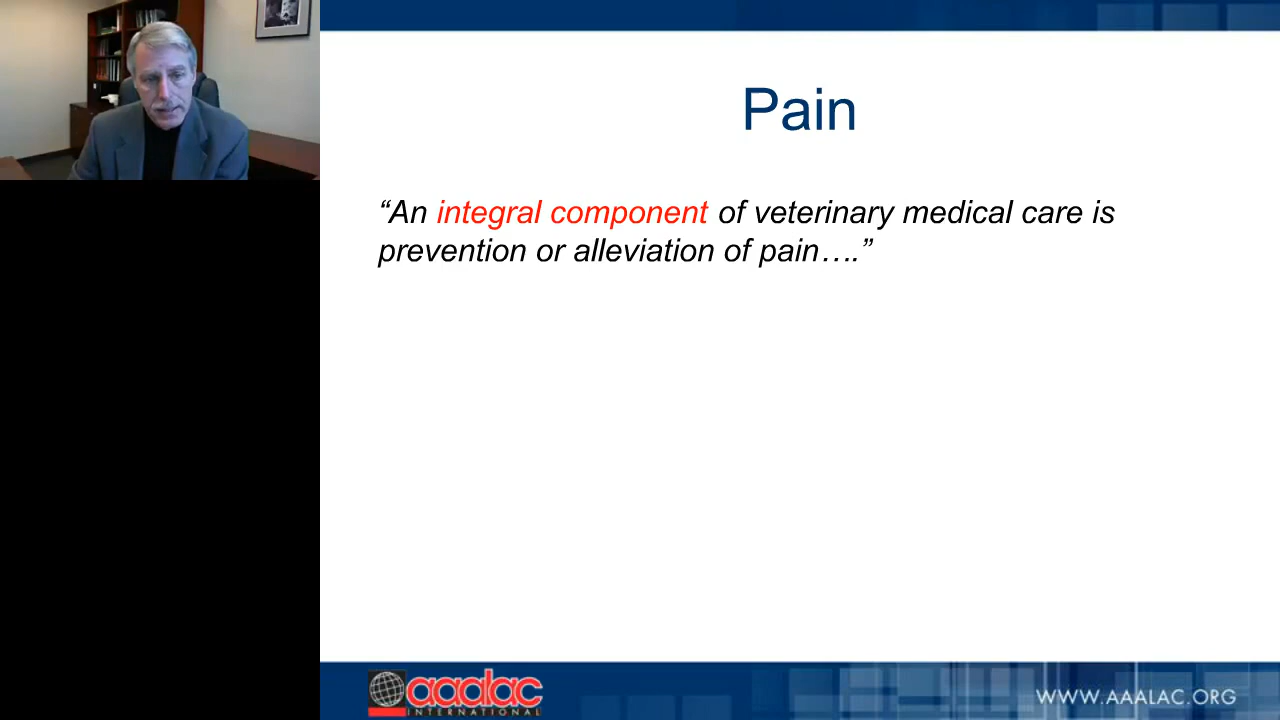 Pain
“An integral component of veterinary medical care is
prevention or alleviation of pain….”
aaalac
INTERNATIONAL
WWW.AAALAC.ORG